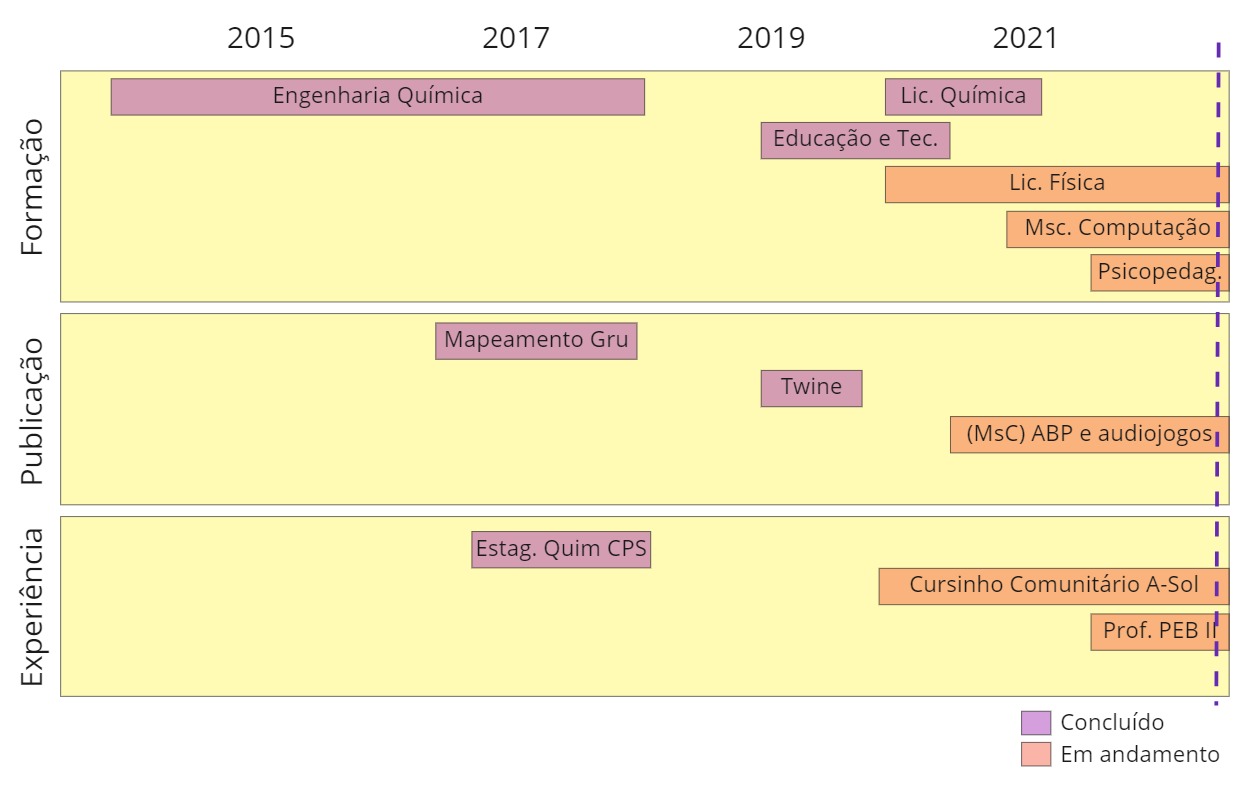 2015 2017 2019 2021
Formação
Engenharia Química
Lic. Química
Educação e Tec.
Lic. Física
Msc. Computação
Psicopedag.
Publicação
Mapeamento Gru
Twine
(MsC) ABP e audiojogos
Experiência
Estag. Quim CPS
Cursinho Comunitário A-Sol
Prof. PEB II
Concluído
Em andamento